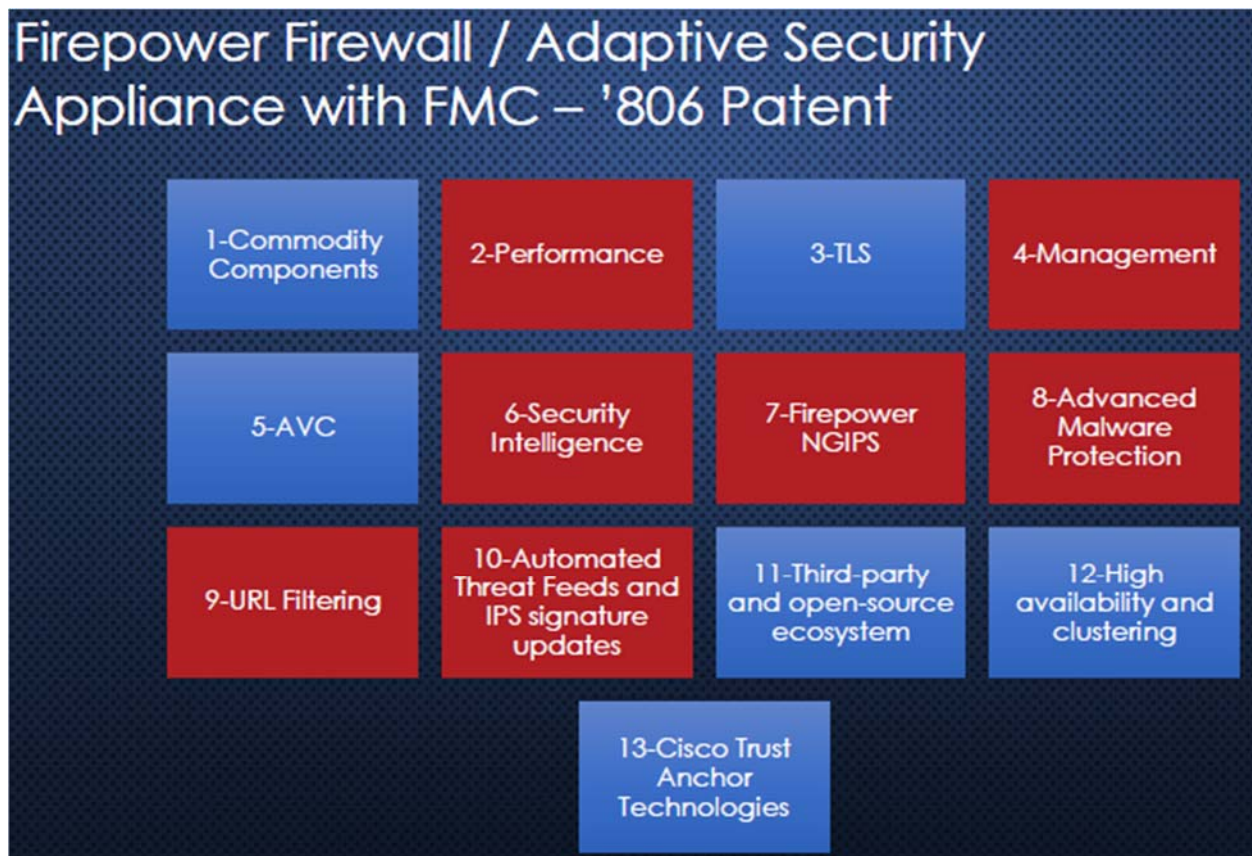 Firepower Firewall / Adaptive Security
Appliance with FMC – ’806 Patent
1-Commodity
Components
2-Performance
3-TLS
4-Management
5-AVC
6-Security
Intelligence
7-Firepower
NGIPS
8-Advanced
Malware
Protection
9-URL Filtering
10-Automated
Threat Feeds and
IPS signature
updates
11-Third-party
and open-source
ecosystem
12-High
availability and
clustering
13-Cisco Trust
Anchor
Technologies